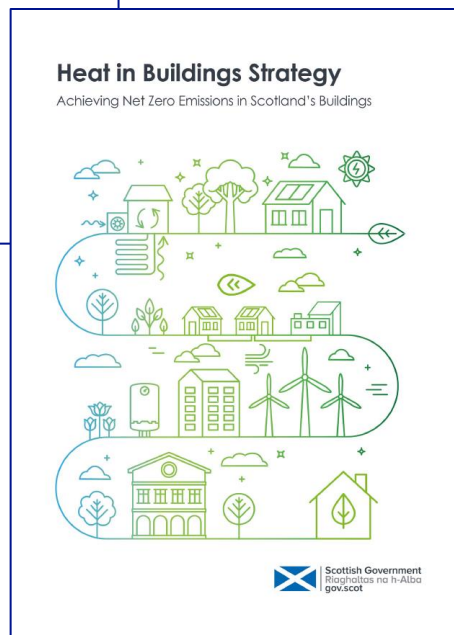 Heat in Buildings Strategy
Achieving Net Zero Emissions in Scotland's Buildings
Scottish Government
Riaghaltas na h-Alba
gov.scot